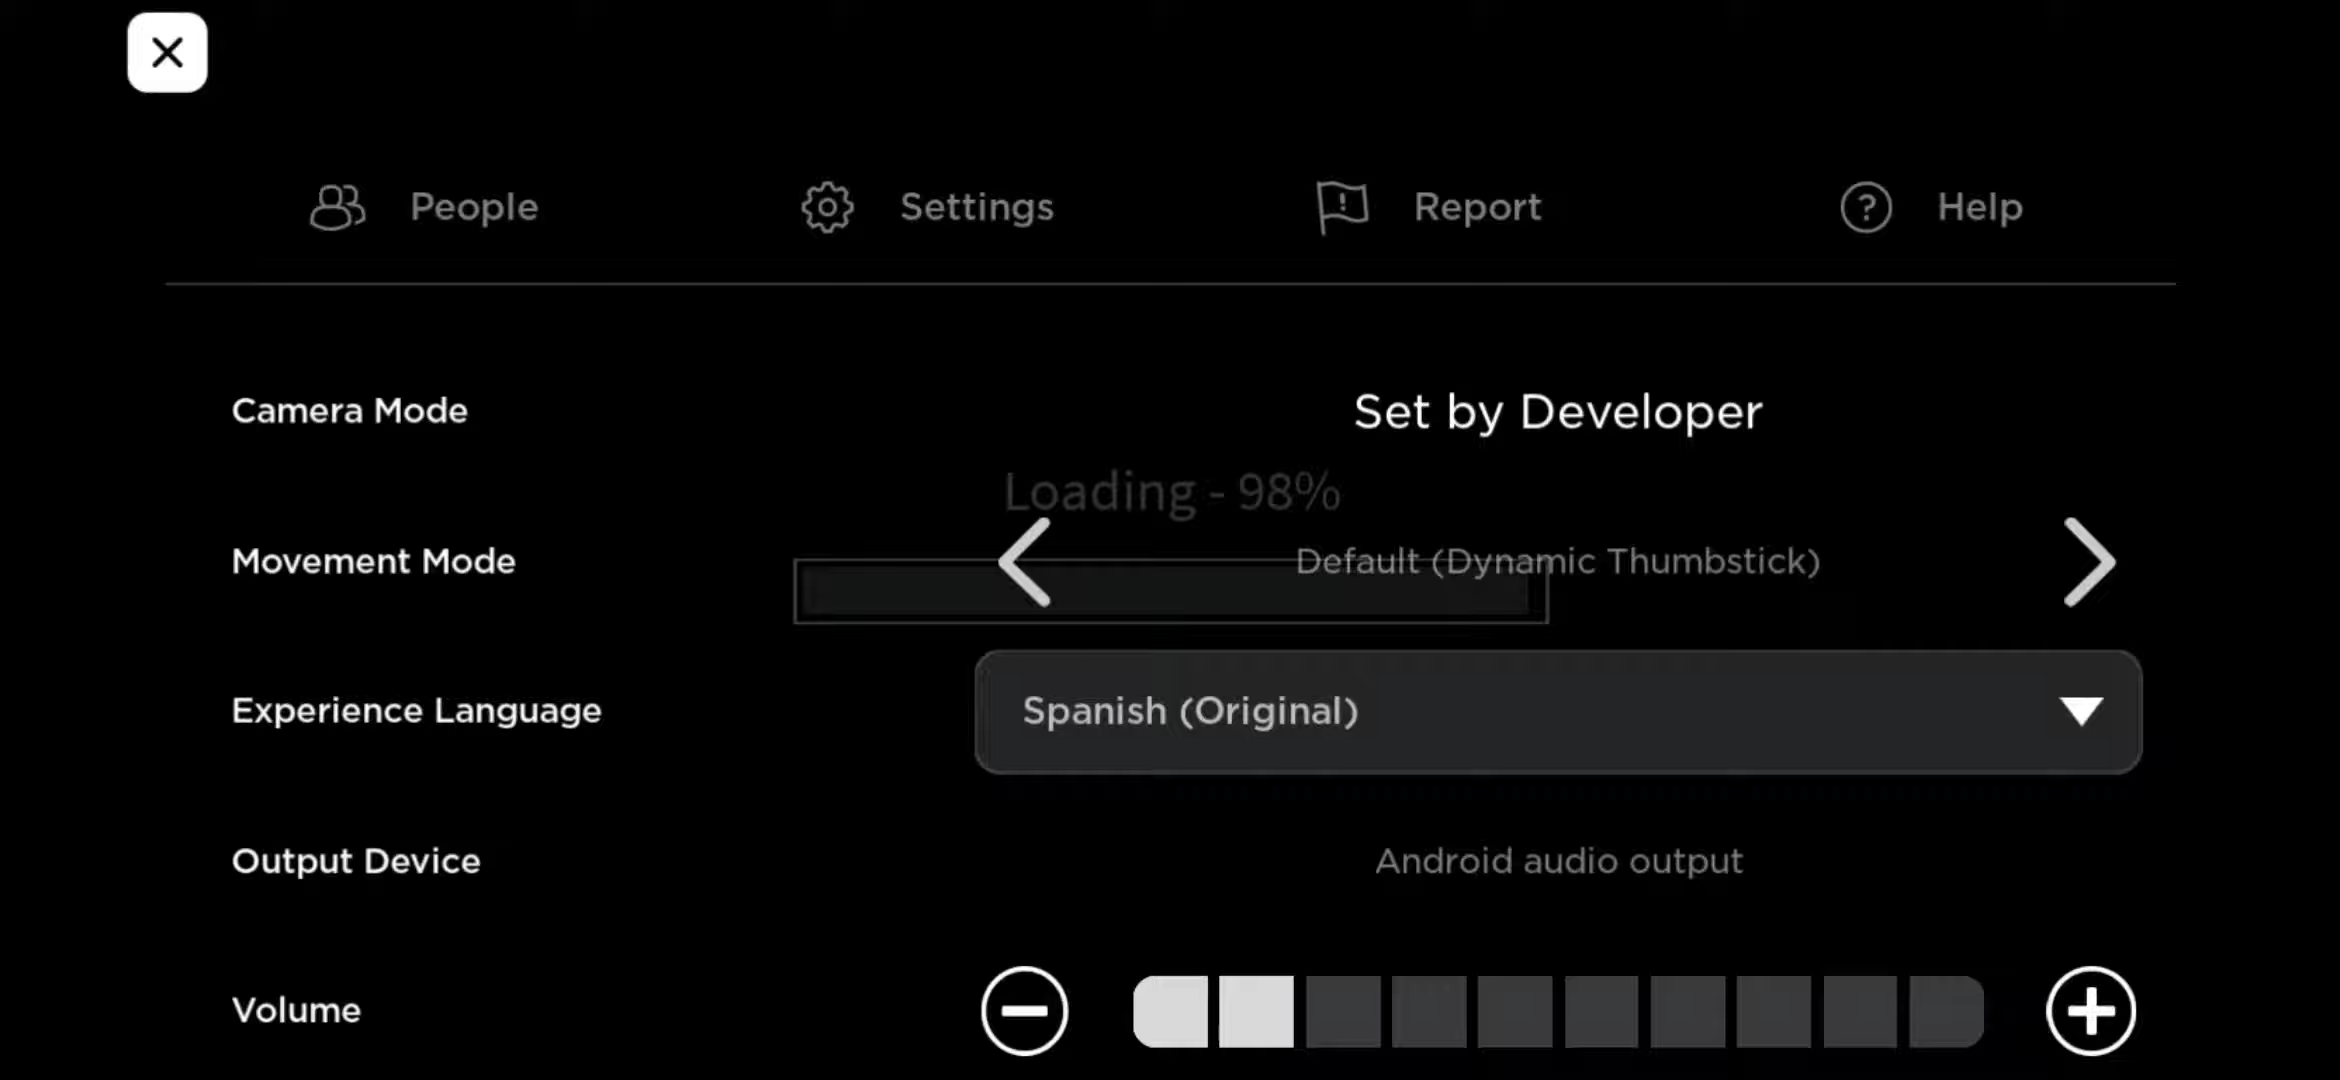 People
Settings
Report
Help
Camera Mode
Set by Developer
Loading - 98%
Movement Mode
Default (Dynamic Thumbstick)
Experience Language
Spanish (Original)
Output Device
Android audio output
Volume